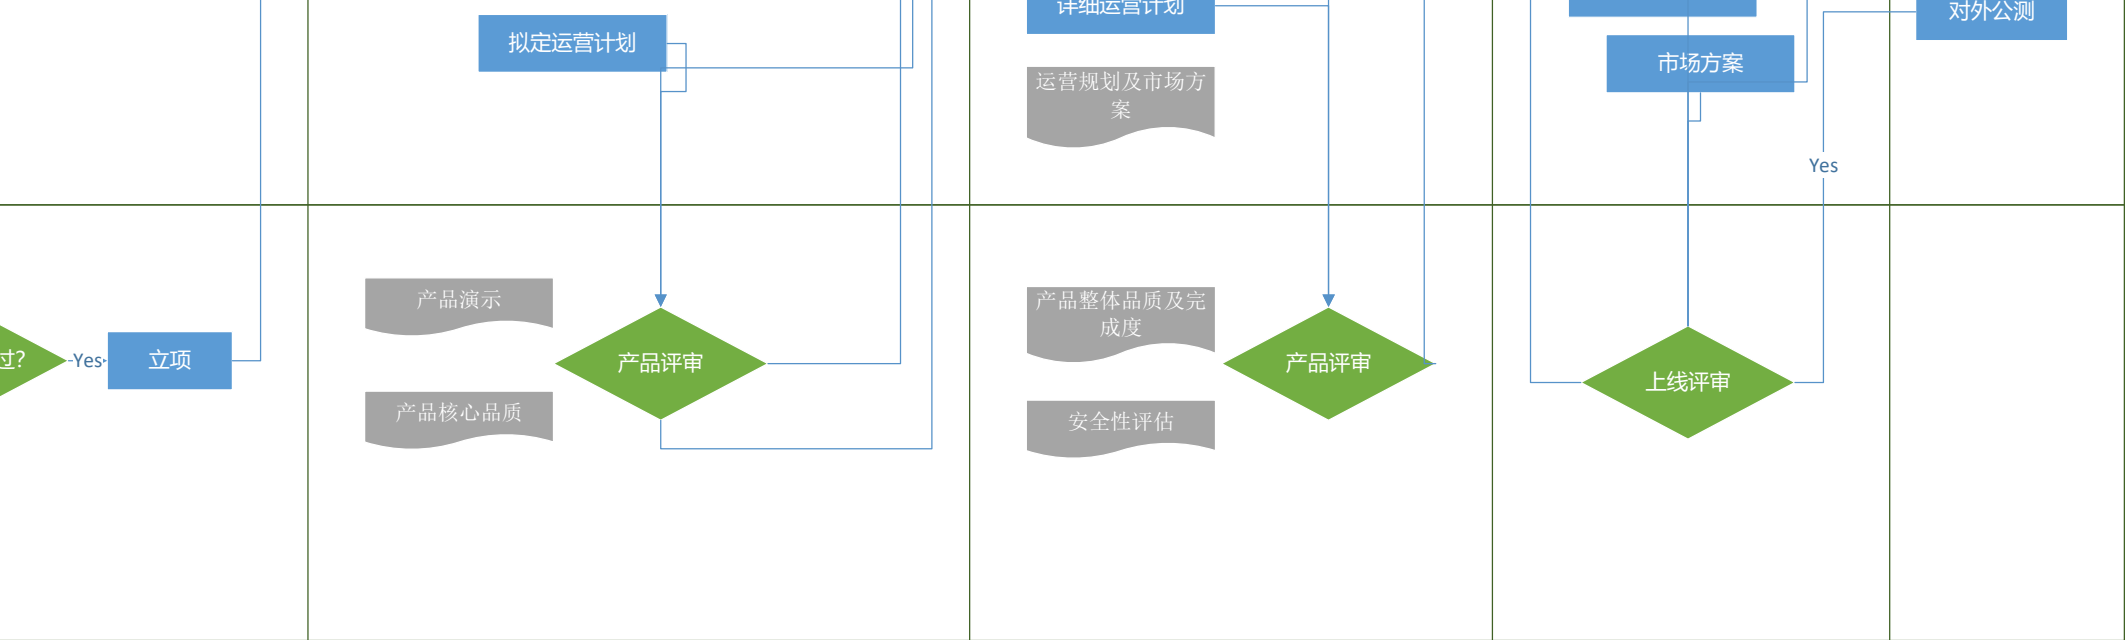 详细运营计划
对外公测
拟定运营计划
市场方案
运营规划及市场方
案
Yes
产品演示
产品整体品质及完
成度
过?
Yes
立项
产品评审
产品评审
上线评审
产品核心品质
安全性评估